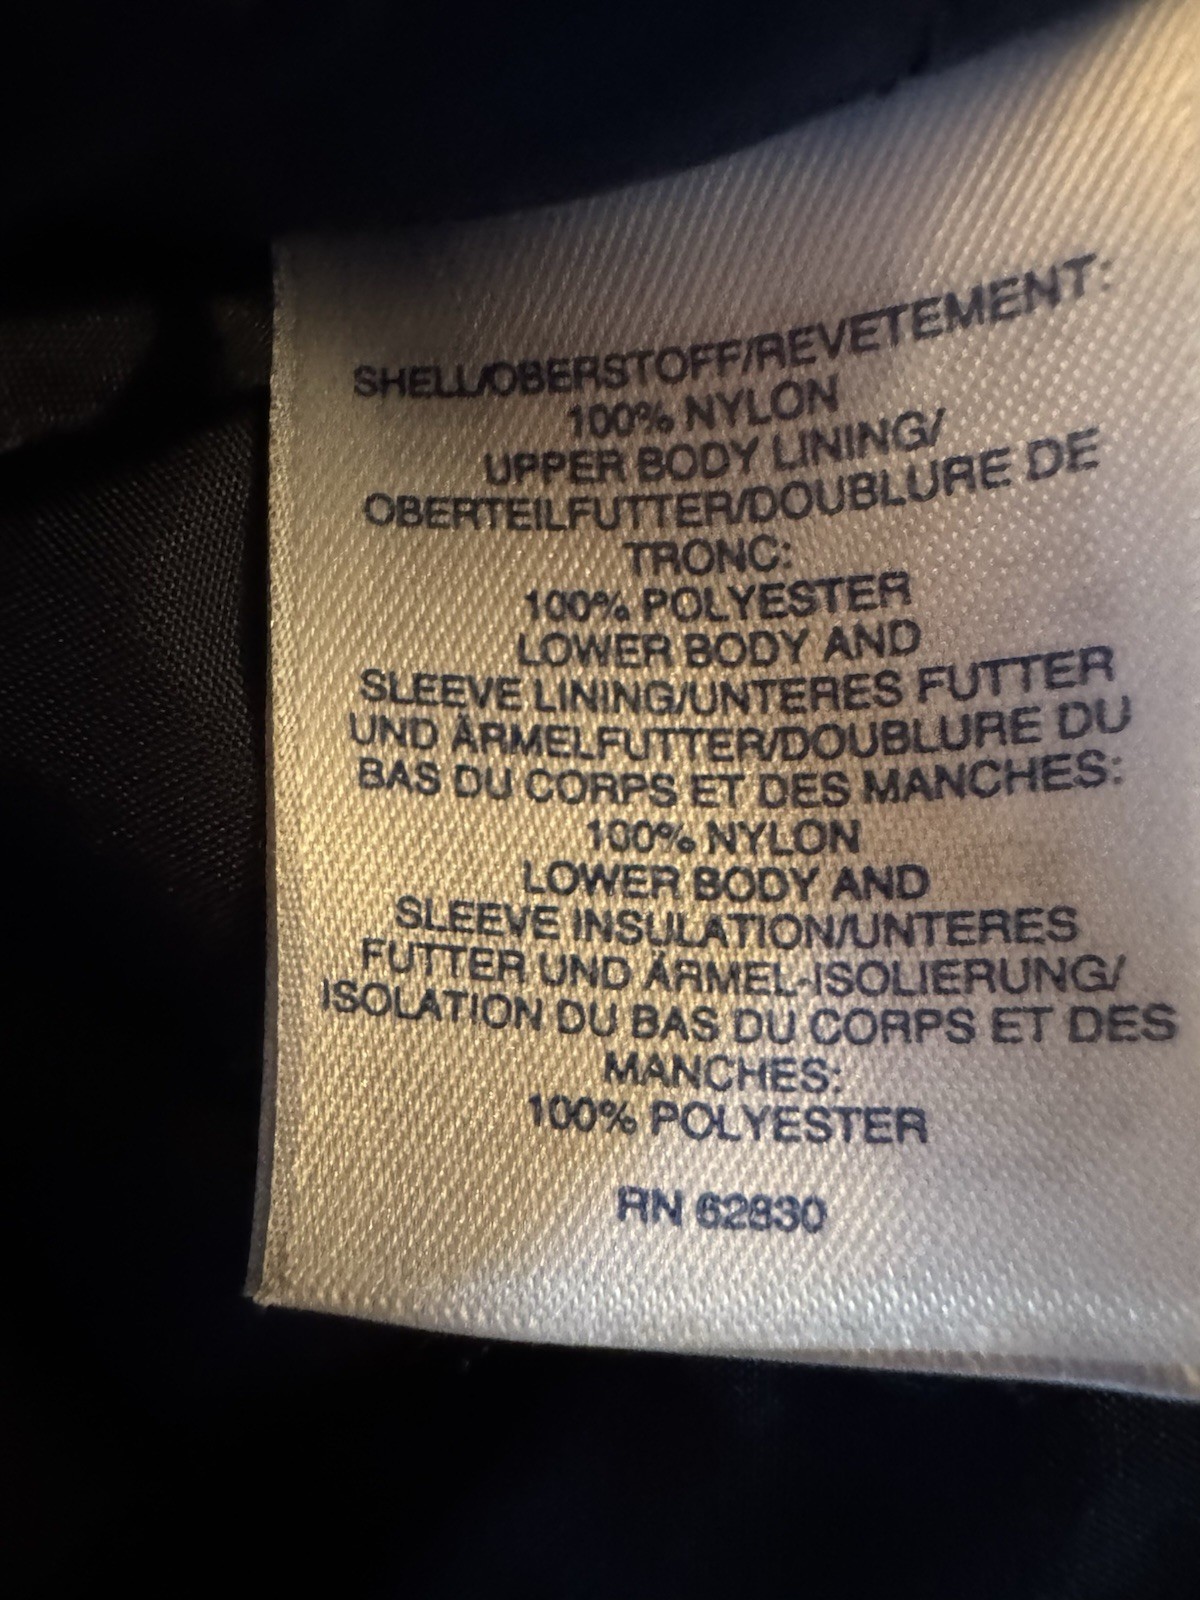 SHELL/OBERSTOFF/REVETEMENT:
100% NYLON
UPPER BODY LINING/
OBERTEILFUTTER/DOUBLURE DE
TRONC:
100% POLYESTER
LOWER BODY AND
SLEEVE LINING/UNTERES FUTTER
UND ÄRMELFUTTER/DOUBLURE DU
BAS DU CORPS ET DES MANCHES:
100% NYLON
LOWER BODY AND
SLEEVE INSULATION/UNTERES
FUTTER UND ÄRMEL-ISOLIERUNG/
ISOLATION DU BAS DU CORPS ET DES
MANCHES:
100% POLYESTER
RN 62830